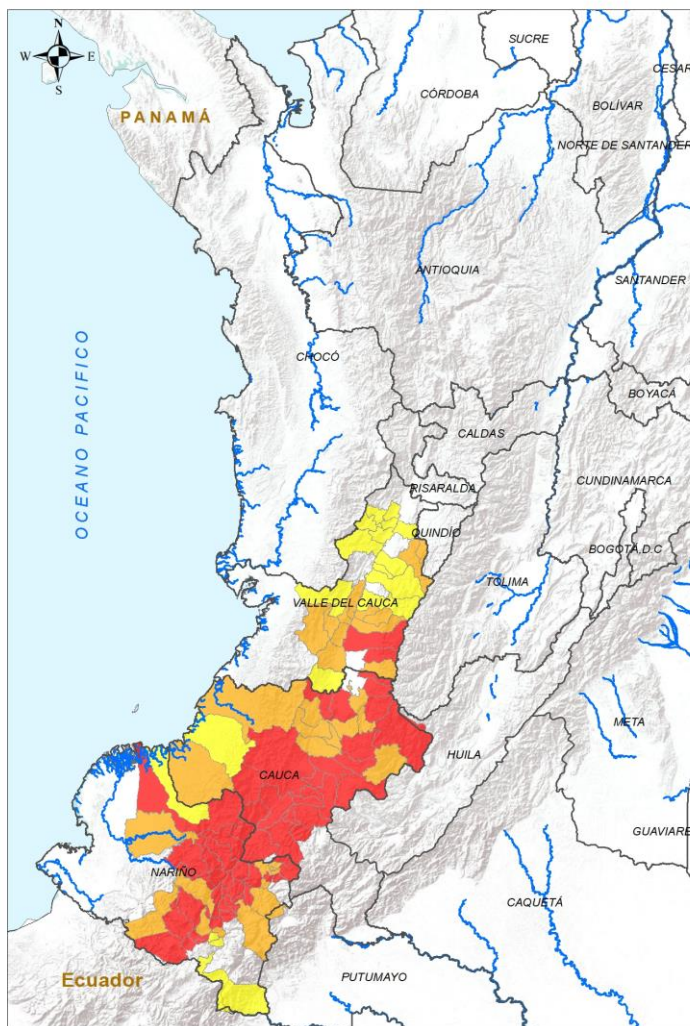 N
W E
S
SUCRE
CESAR
CÓRDOBA
BOLÍVAR
PANAMÁ
NORTE DE SANTANDER
ANTIOQUIA
SANTANDER
OCEANO PACIFICO
CHOCÓ
BOYACÁ
CALDAS
CUNDINAMARCA
RISARALDA
QUINDÍO
BOGOTÁ D.C
TOLIMA
VALLE DEL CAUCA
META
HUILA
CAUCA
GUAVIARE
NARIÑO
CAQUETÁ
Ecuador
PUTUMAYO